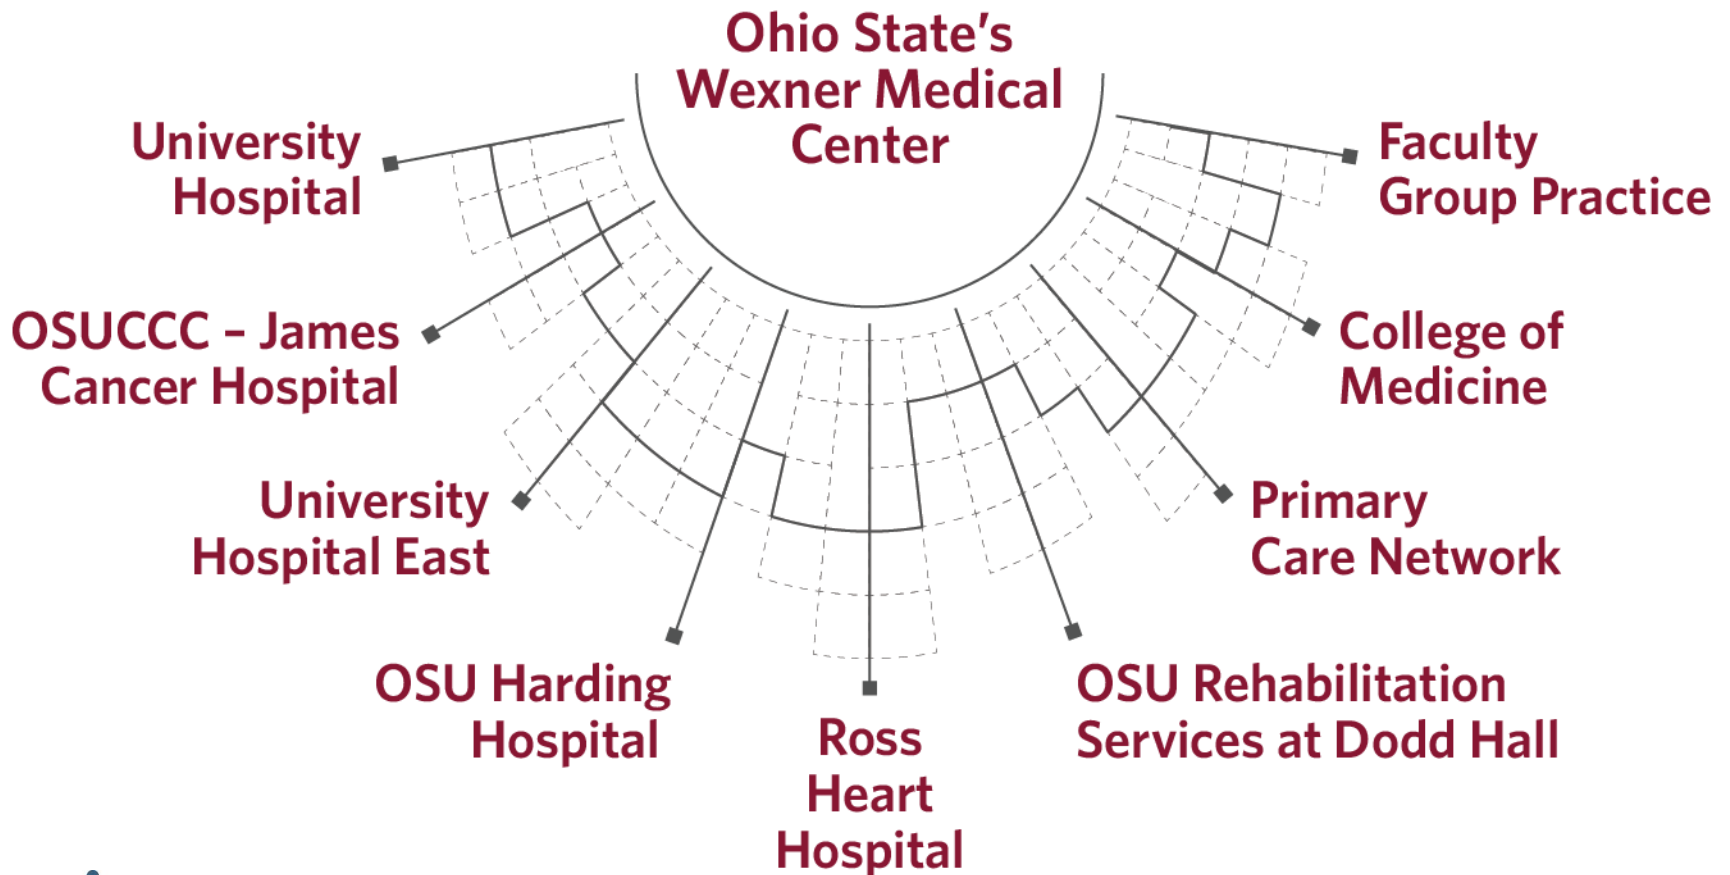 Ohio State’s
Wexner Medical
Center
University
Hospital
OSUCCC – James
Cancer Hospital
University
Hospital East
OSU Harding
Hospital
Ross
Heart
Hospital
OSU Rehabilitation
Services at Dodd Hall
Primary
Care Network
College of
Medicine
Faculty
Group Practice